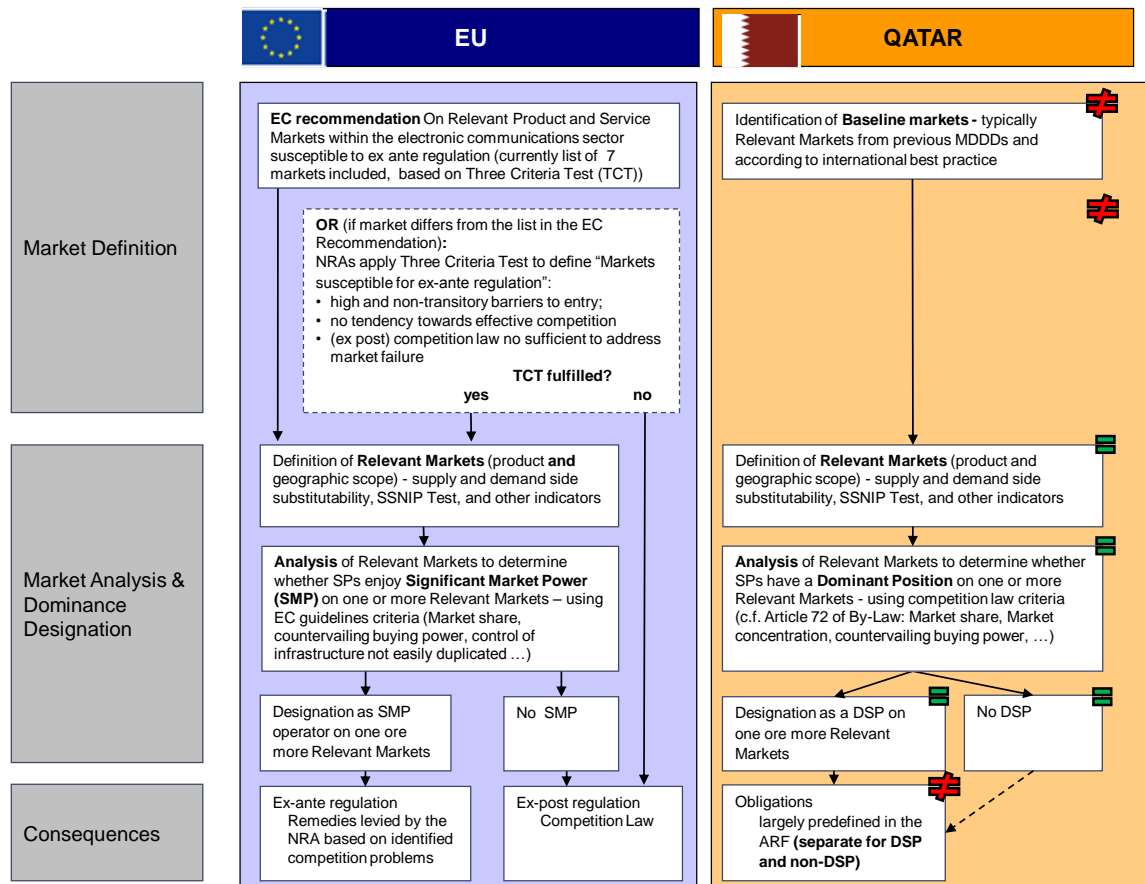 EU
QATAR
Market Definition
EC recommendation On Relevant Product and Service
Markets within the electronic communications sector
susceptible to ex ante regulation (currently list of 7
markets included, based on Three Criteria Test (TCT))
OR (if market differs from the list in the EC
Recommendation):
NRAs apply Three Criteria Test to define “Markets
susceptible for ex-ante regulation”:
• high and non-transitory barriers to entry;
• no tendency towards effective competition
• (ex post) competition law no sufficient to address
market failure
TCT fulfilled?
yes no
Identification of Baseline markets - typically
Relevant Markets from previous MDDDs and
according to international best practice
≠
≠
Market Analysis &
Dominance
Designation
Definition of Relevant Markets (product and
geographic scope) - supply and demand side
substitutability, SSNIP Test, and other indicators
Analysis of Relevant Markets to determine
whether SPs enjoy Significant Market Power
(SMP) on one or more Relevant Markets – using
EC guidelines criteria (Market share,
countervailing buying power, control of
infrastructure not easily duplicated …)
Designation as SMP
operator on one ore
more Relevant Markets
No SMP
Definition of Relevant Markets (product and
geographic scope) - supply and demand side
substitutability, SSNIP Test, and other indicators
=
Analysis of Relevant Markets to determine whether
SPs have a Dominant Position on one or more
Relevant Markets - using competition law criteria
(c.f. Article 72 of By-Law: Market share, Market
concentration, countervailing buying power, …)
=
Designation as a DSP on
one ore more Relevant
Markets
=
No DSP
=
Consequences
Ex-ante regulation
Remedies levied by the
NRA based on identified
competition problems
Ex-post regulation
Competition Law
Obligations
largely predefined in the
ARF (separate for DSP
and non-DSP)
≠